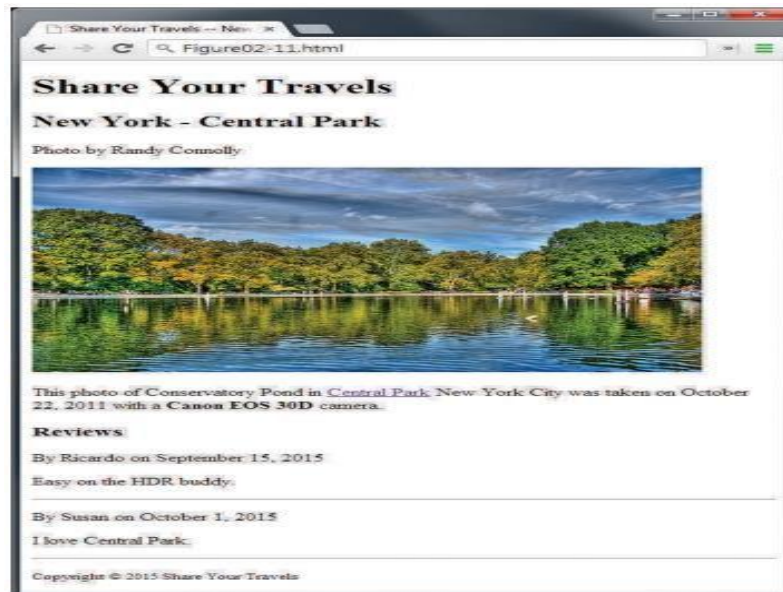 Share Your Travels -- New
Figure02-11.html
Share Your Travels
New York - Central Park
Photo by Randy Connolly
This photo of Conservatory Pond in Central Park New York City was taken on October
22, 2011 with a Canon EOS 30D camera.
Reviews
By Ricardo on September 15, 2015
Easy on the HDR buddy.
By Susan on October 1, 2015
I love Central Park.
Copyright © 2015 Share Your Travels